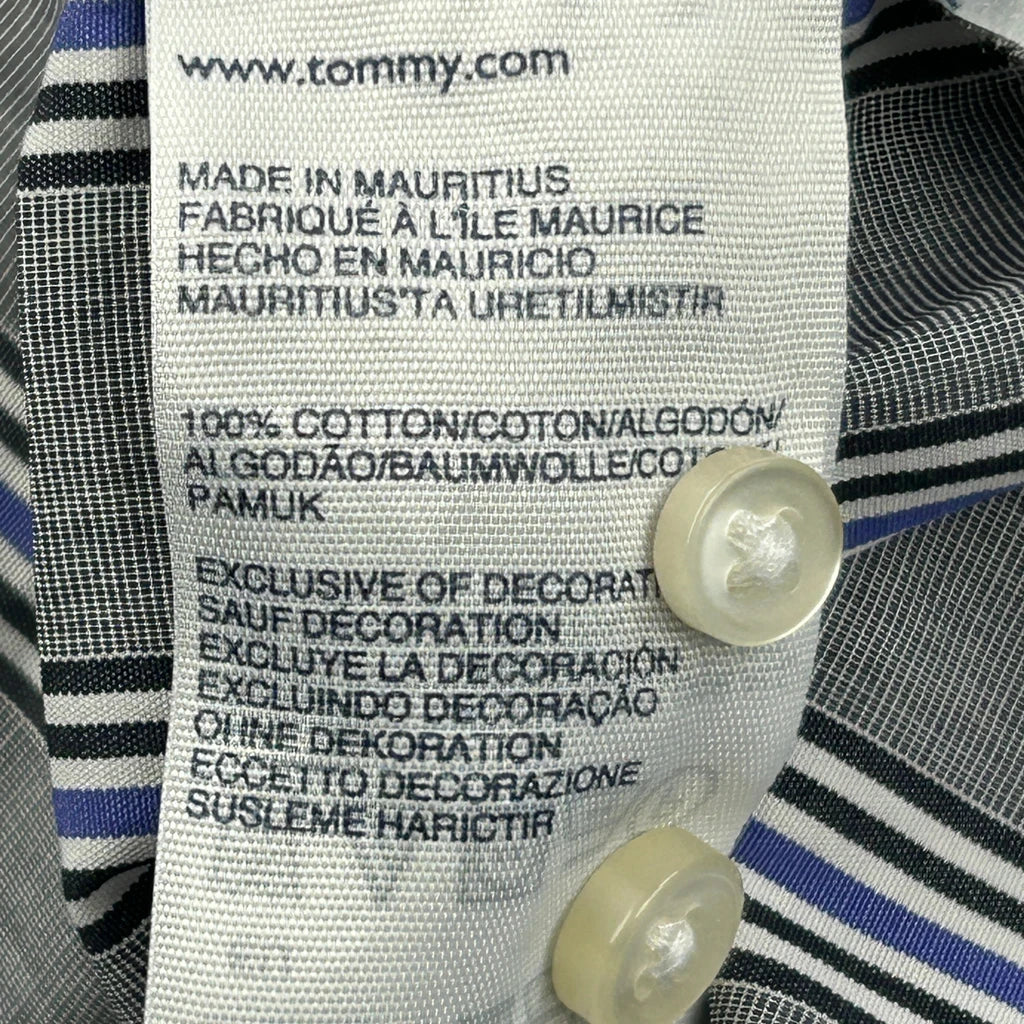 www.tommy.com
MADE IN MAURITIUS
FABRIQUÉ À L'ÎLE MAURICE
HECHO EN MAURICIO
MAURITIUS'TA URETILMISTIR
100% COTTON/COTON/ALGODÓN/
ALGODÃO/BAUMWOLLE/
PAMUK
EXCLUSIVE OF
SAUF DÉCORATION
EXCLUYE LA DECORACIÓN
EXCLUINDO DECORAÇÃO
OHNE DEKORATION
ECCETTO DECORAZIONE
SUSLEME HARICTIR